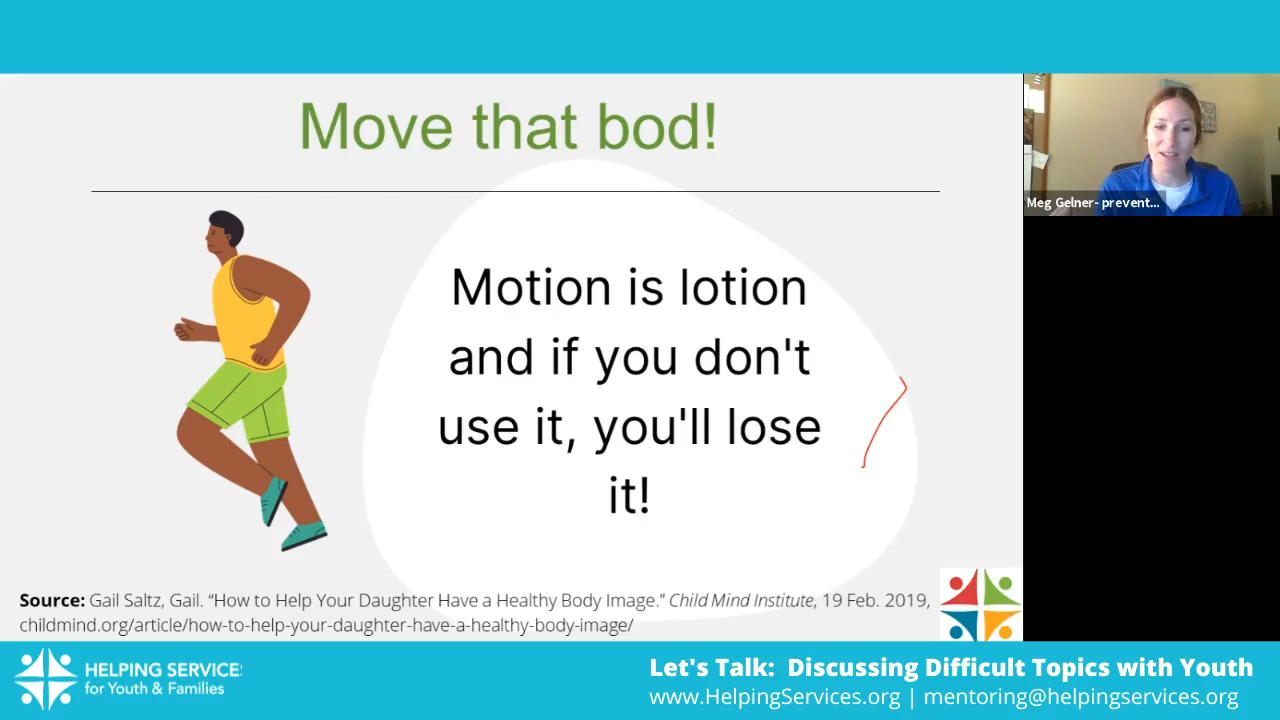 Move that bod!
Motion is lotion
and if you don't
use it, you'll lose
it!
Meg Gelner- prevent...
Source: Gail Saltz, Gail. “How to Help Your Daughter Have a Healthy Body Image.” Child Mind Institute, 19 Feb. 2019,
childmind.org/article/how-to-help-your-daughter-have-a-healthy-body-image/
HELPING SERVICES
for Youth & Families
Let's Talk: Discussing Difficult Topics with Youth
www.HelpingServices.org | mentoring@helpingservices.org